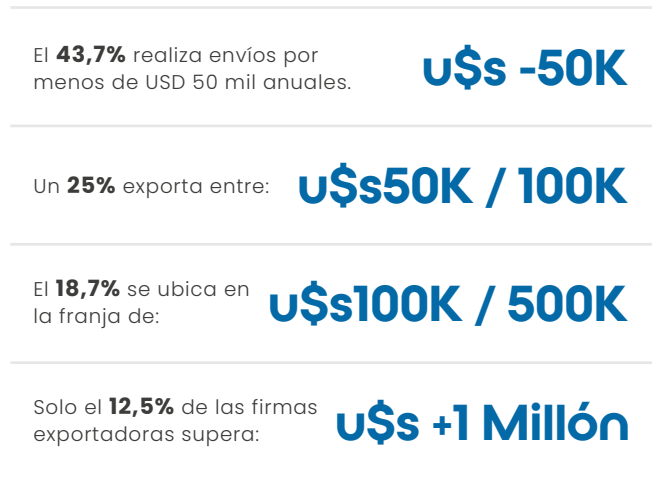 El 43,7% realiza envíos por
menos de USD 50 mil anuales.
u$s -50K
Un 25% exporta entre:
u$s50K / 100K
El 18,7% se ubica en
la franja de:
u$s100K / 500K
Solo el 12,5% de las firmas
exportadoras supera:
u$s +1 Millón